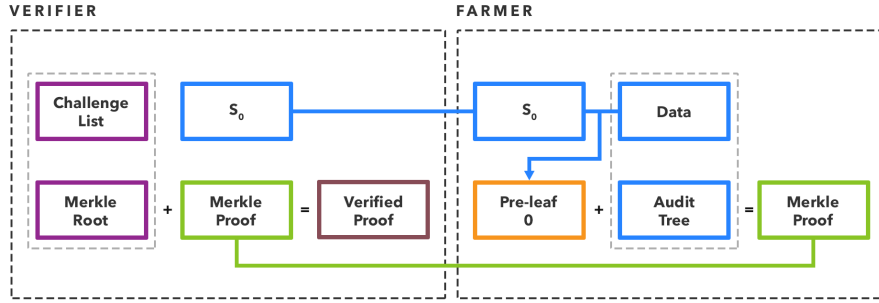 VERIFIER
FARMER
Challenge
List
S0
S0
Data
Merkle
Root
+
Merkle
Proof
=
Verified
Proof
Pre-leaf
0
+
Audit
Tree
=
Merkle
Proof